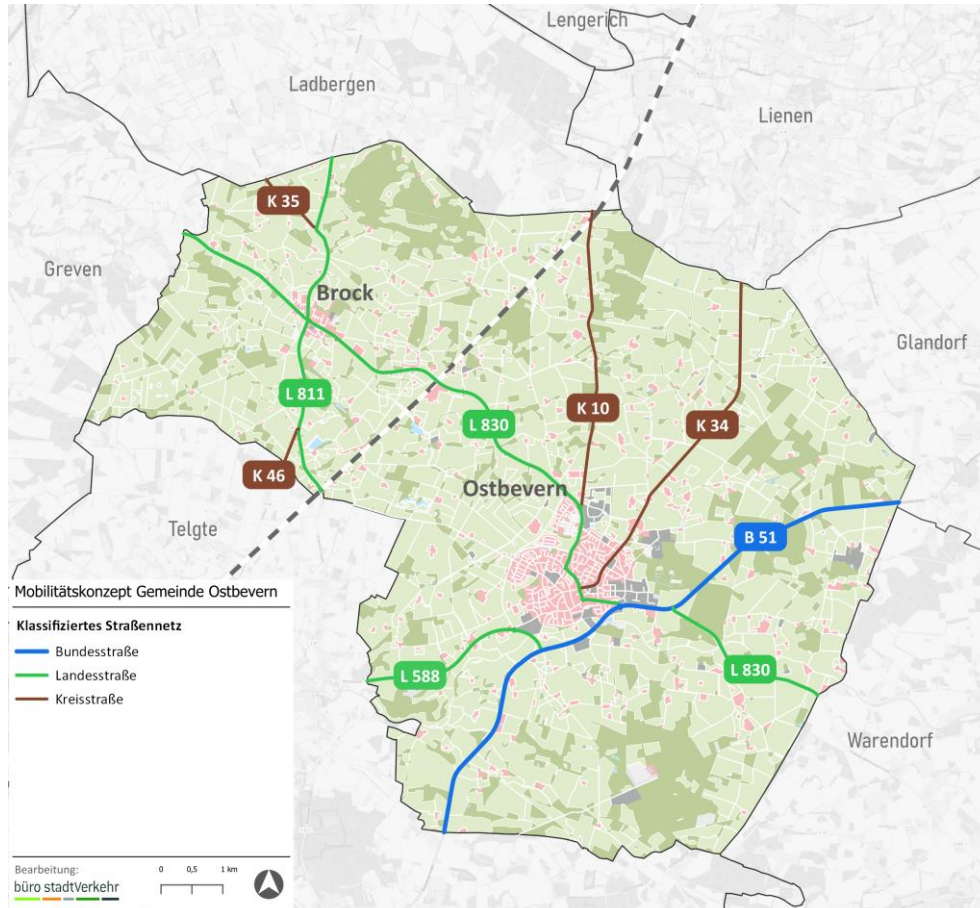 Lengerich
Ladbergen
Lienen
K 35
Greven
Brock
Glandorf
L 811
K 10
L 830
K 34
K 46
Ostbevern
Telgte
B 51
Mobilitätskonzept Gemeinde Ostbevern
Klassifiziertes Straßennetz
Bundesstraße
Landesstraße
Kreisstraße
L 588
L 830
Warendorf
Bearbeitung:
büro stadtVerkehr
0 0,5 1 km